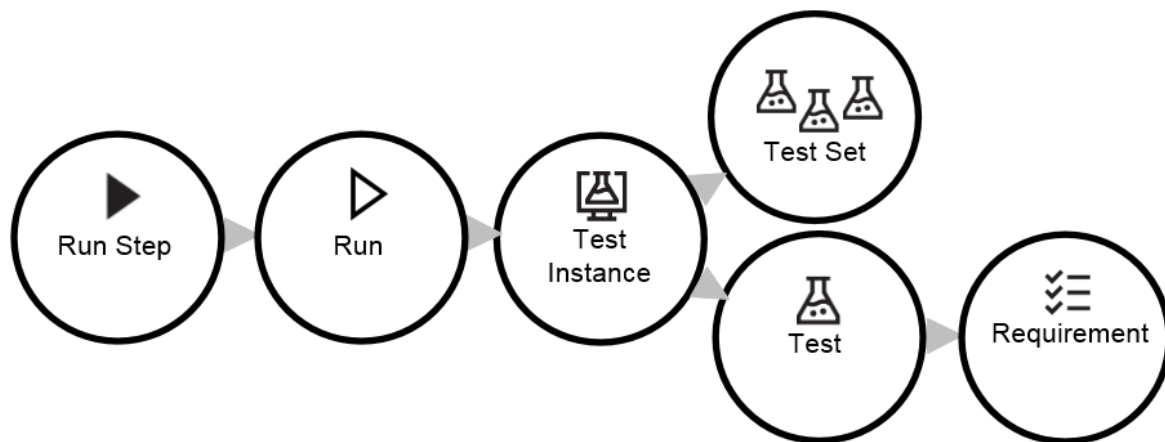 Run Step
Run
Test
Instance
Test Set
Test
Requirement